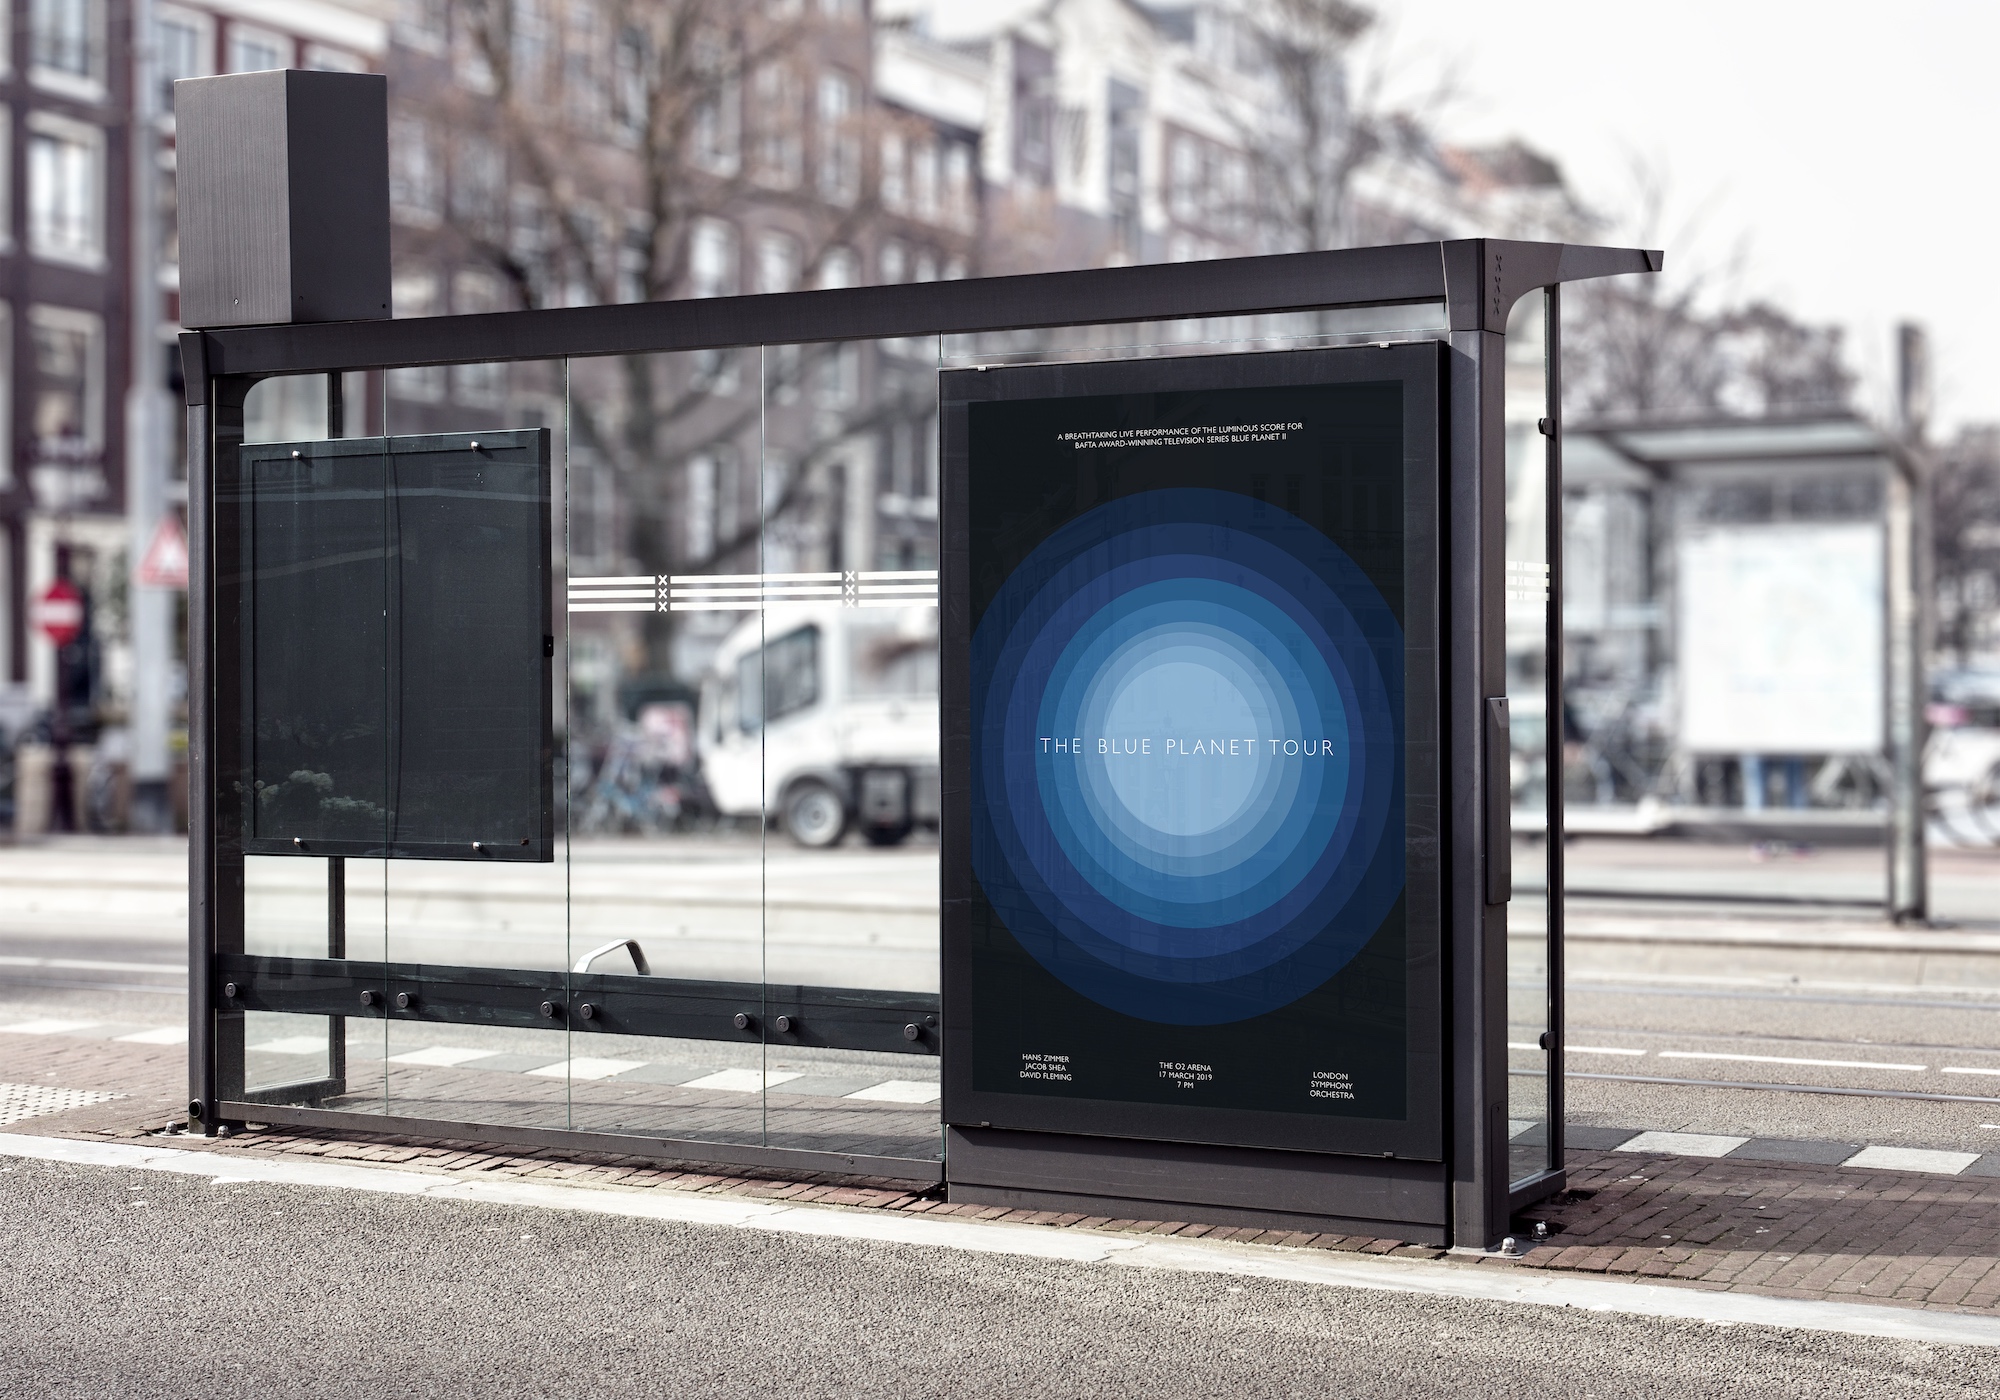 A BREATHTAKING LIVE PERFORMANCE OF THE LUMINOUS SCORE FOR
BAFTA AWARD-WINNING TELEVISION SERIES BLUE PLANET II
THE BLUE PLANET TOUR
HANS ZIMMER
JACOB SHEA
DAVID FLEMING
THE O2 ARENA
17 MARCH 2019
7 PM
LONDON
SYMPHONY
ORCHESTRA